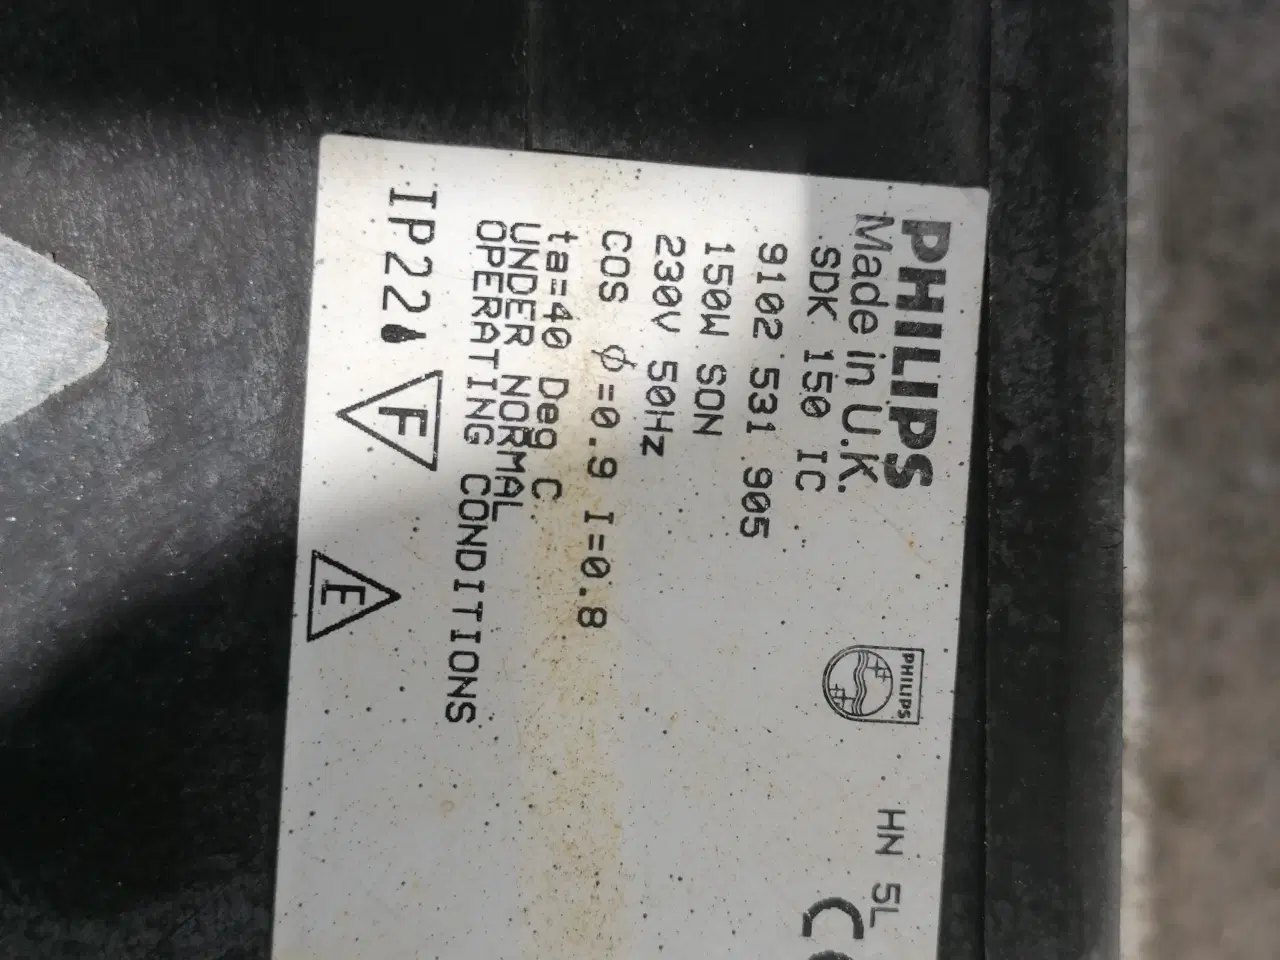 PHILIPS
Made in U.K.
SDK 150 IC
9102 531 905
150W SON
230V 50Hz
COS φ=0.9 I=0.8
ta=40 Deg C
UNDER NORMAL
OPERATING CONDITIONS
IP22
F
E
PHILIPS
HN 5L
CE